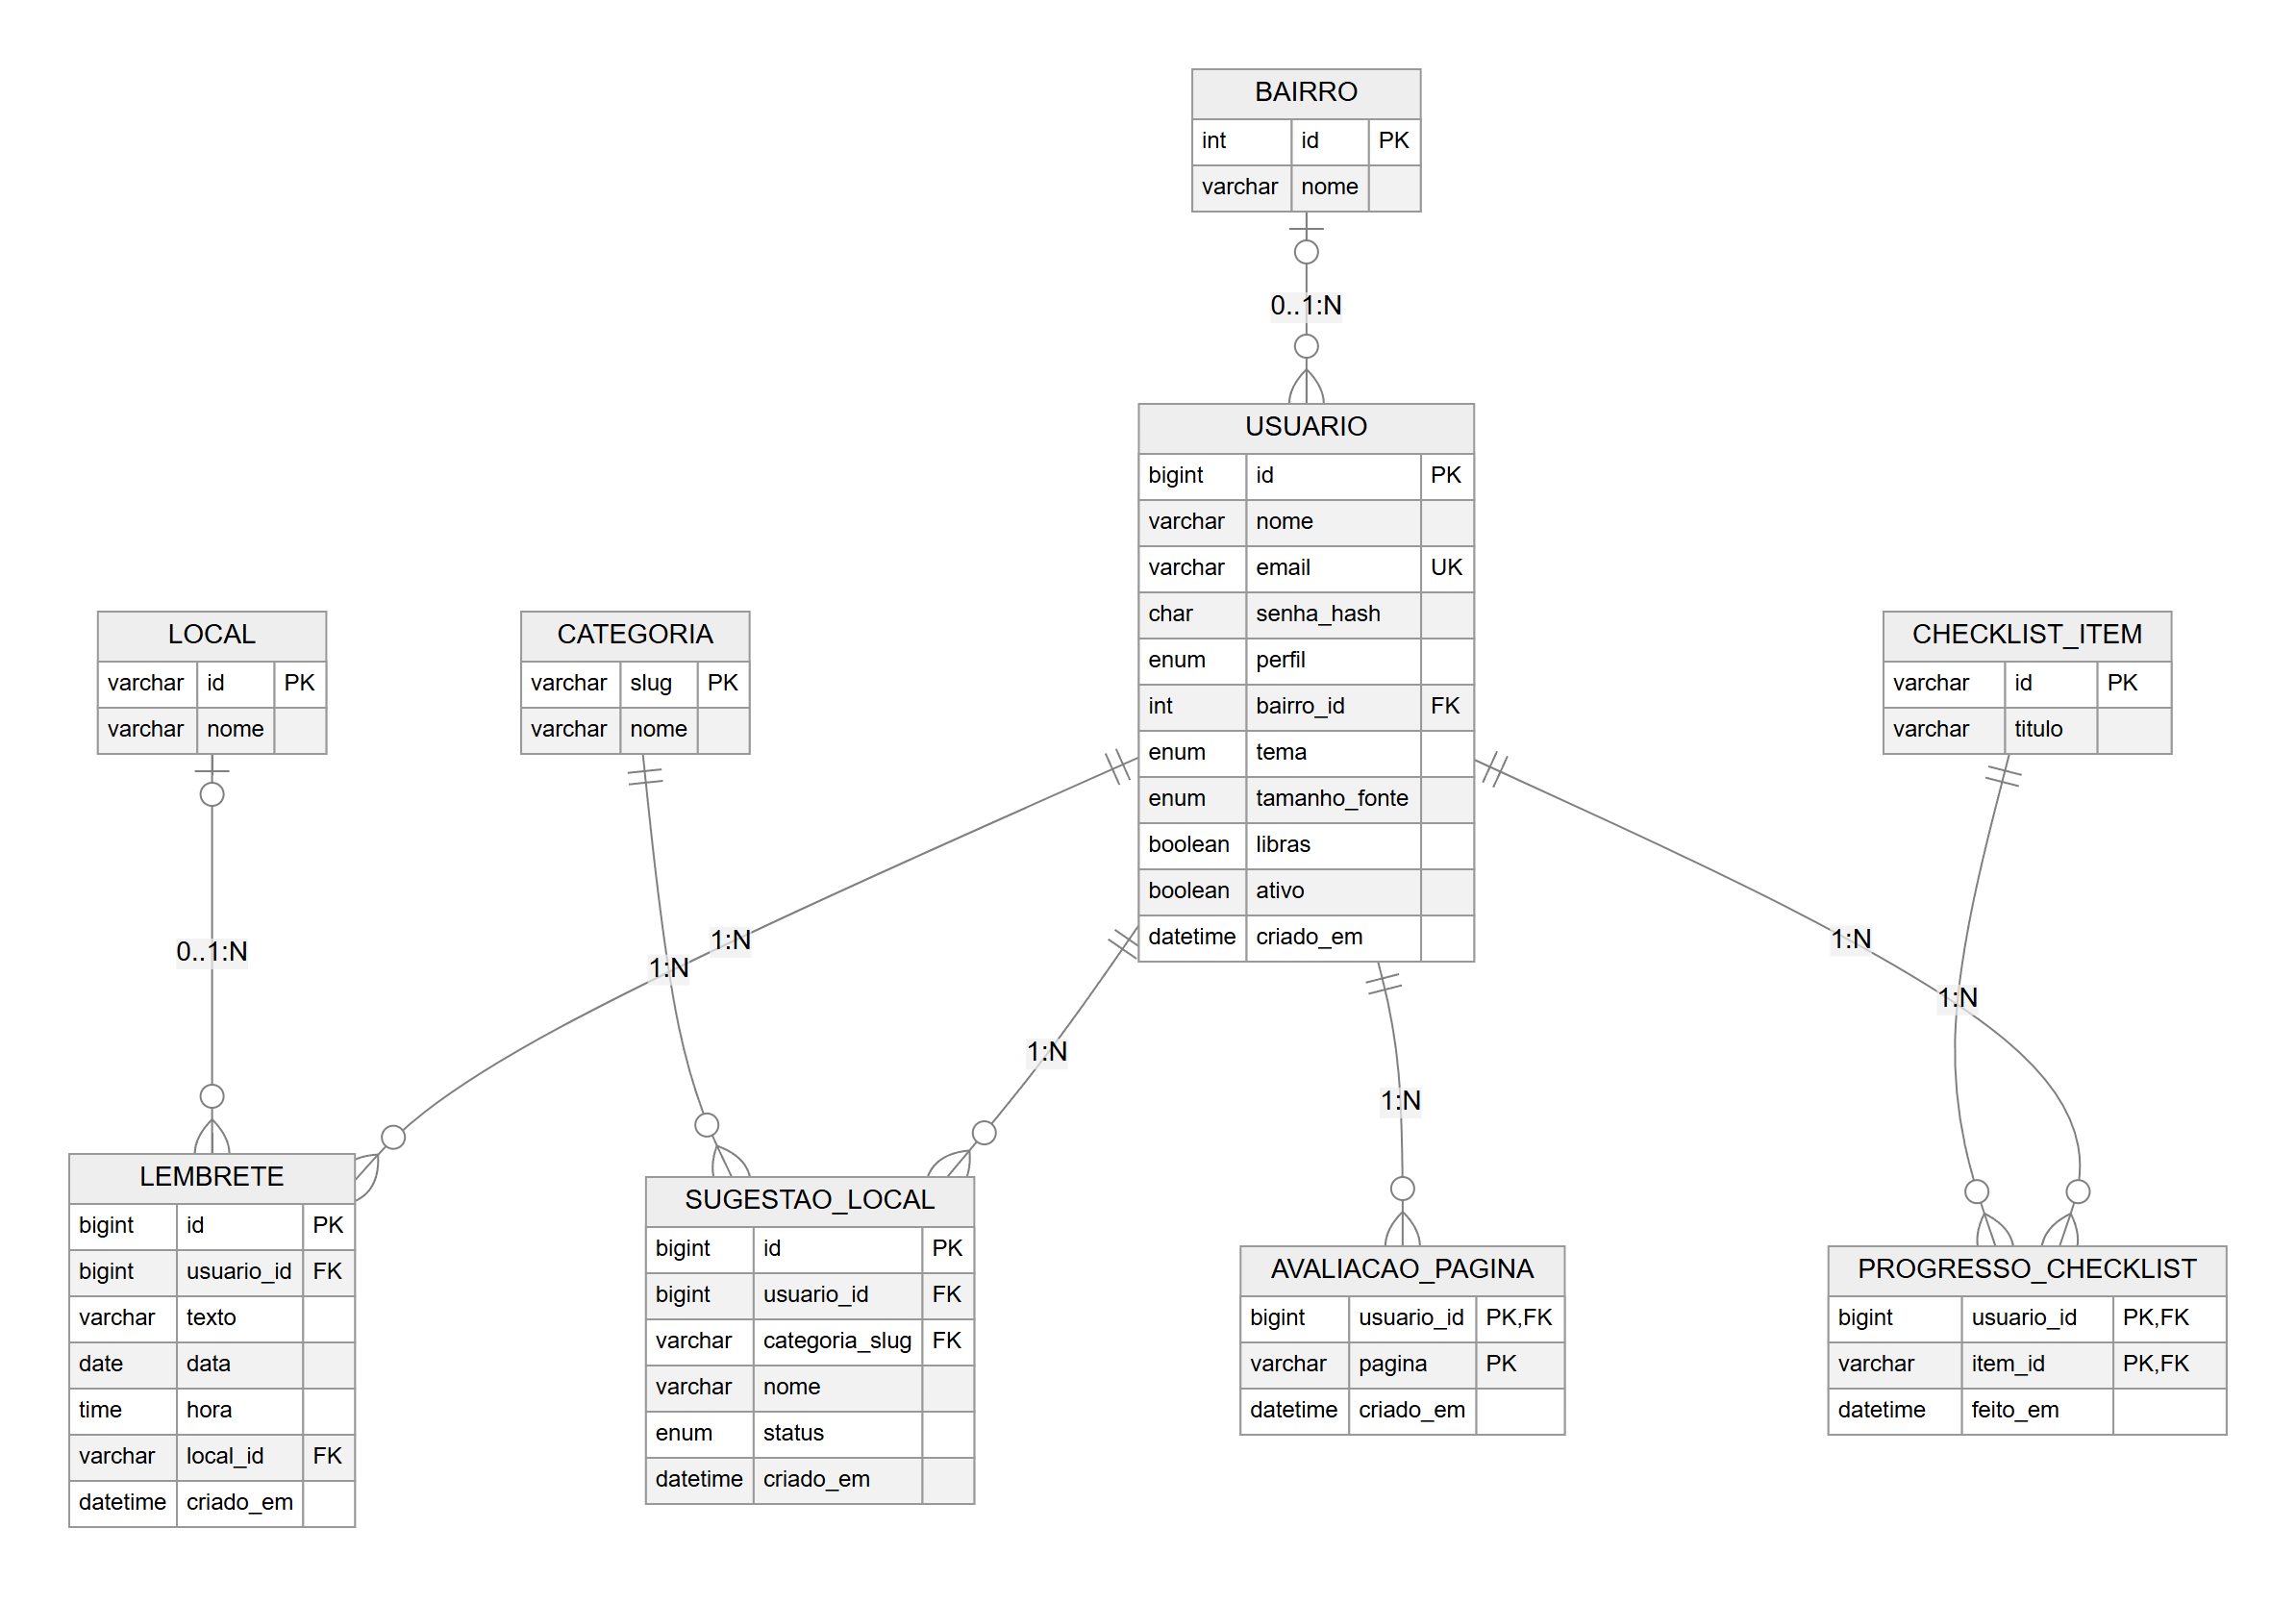 BAIRRO
int id PK
varchar nome
0..1:N
USUARIO
bigint id PK
varchar nome
varchar email UK
char senha_hash
enum perfil
int bairro_id FK
enum tema
enum tamanho_fonte
boolean libras
boolean ativo
datetime criado_em
LOCAL
varchar id PK
varchar nome
CATEGORIA
varchar slug PK
varchar nome
CHECKLIST_ITEM
varchar id PK
varchar titulo
0..1:N
1:N
1:N
1:N
1:N
1:N
1:N
LEMBRETE
bigint id PK
bigint usuario_id FK
varchar texto
date data
time hora
varchar local_id FK
datetime criado_em
SUGESTAO_LOCAL
bigint id PK
bigint usuario_id FK
varchar categoria_slug FK
varchar nome
enum status
datetime criado_em
AVALIACAO_PAGINA
bigint usuario_id PK,FK
varchar pagina PK
datetime criado_em
PROGRESSO_CHECKLIST
bigint usuario_id PK,FK
varchar item_id PK,FK
datetime feito_em